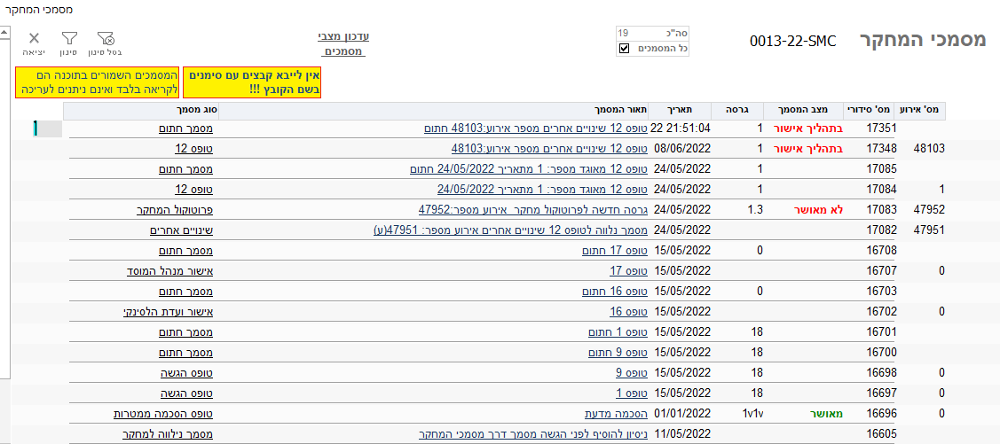 מסמכי המחקר
מסמכי המחקר
0013-22-SMC
סה"כ 19
כל המסמכים
עדכון מצבי
מסמכים
בטל סינון
סינון
יציאה
אין לייבא קבצים עם סימנים
בשם הקובץ !!!
המסמכים השמורים בתוכנה הם
לקריאה בלבד ואינם ניתנים לעריכה
מס' אירוע מס' סידורי מצב המסמך גרסה תאריך תאור המסמך סוג מסמך
17351 בתהליך אישור 1 22 21:51:04 טופס 12 שינויים אחרים מספר אירוע:48103 חתום מסמך חתום 1
48103 17348 בתהליך אישור 1 08/06/2022 טופס 12 שינויים אחרים מספר אירוע:48103 טופס 12
17085 1 24/05/2022 טופס 12 מאוגד מספר: 1 מתאריך 24/05/2022 חתום מסמך חתום
1 17084 1 24/05/2022 טופס 12 מאוגד מספר: 1 מתאריך 24/05/2022 טופס 12
47952 17083 לא מאושר 1.3 24/05/2022 גרסה חדשה לפרוטוקול מחקר אירוע מספר:47952 פרוטוקול המחקר
47951 17082 24/05/2022 מסמך נלווה לטופס 12 שינויים אחרים אירוע מספר: 47951(ע) שינויים אחרים
16708 0 15/05/2022 טופס 17 חתום מסמך חתום
0 16707 15/05/2022 טופס 17 אישור מנהל המוסד
16703 0 15/05/2022 טופס 16 חתום מסמך חתום
0 16702 15/05/2022 טופס 16 אישור ועדת הלסינקי
16701 18 15/05/2022 טופס 1 חתום מסמך חתום
16700 18 15/05/2022 טופס 9 חתום מסמך חתום
0 16698 18 15/05/2022 טופס 9 טופס הגשה
0 16697 18 15/05/2022 טופס 1 טופס הגשה
0 16696 מאושר 1v1v 01/01/2022 הסכמה מדעת טופס הסכמה ממטרות
16605 11/05/2022 ניסיון להוסיף לפני הגשה מסמך דרך מסמכי המחקר מסמך נילווה למחקר